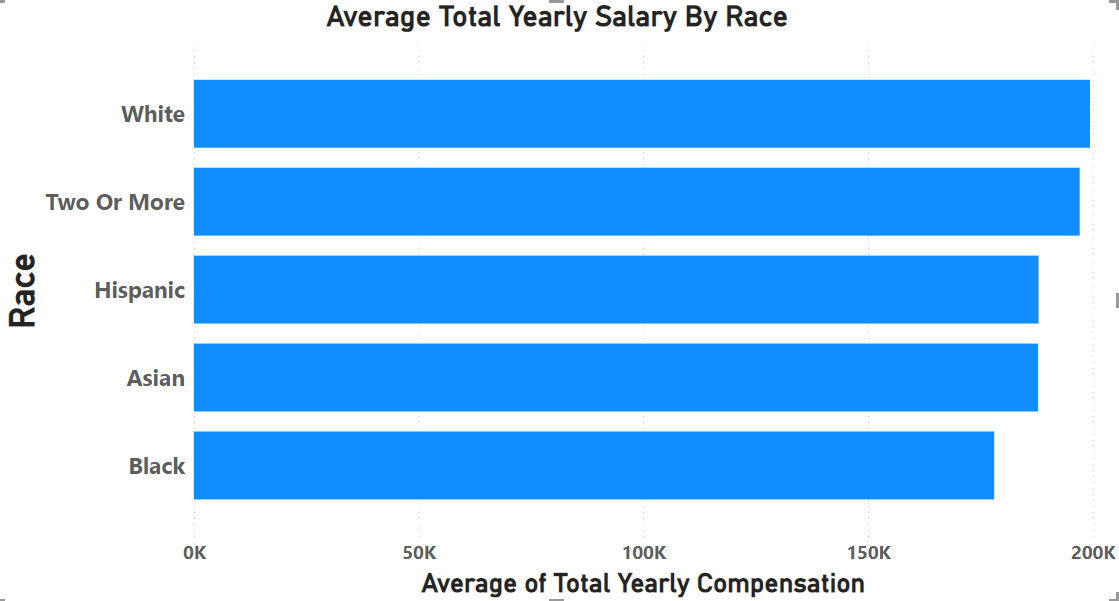 Average Total Yearly Salary By Race
Race
White
Two Or More
Hispanic
Asian
Black
0K 50K 100K 150K 200K
Average of Total Yearly Compensation